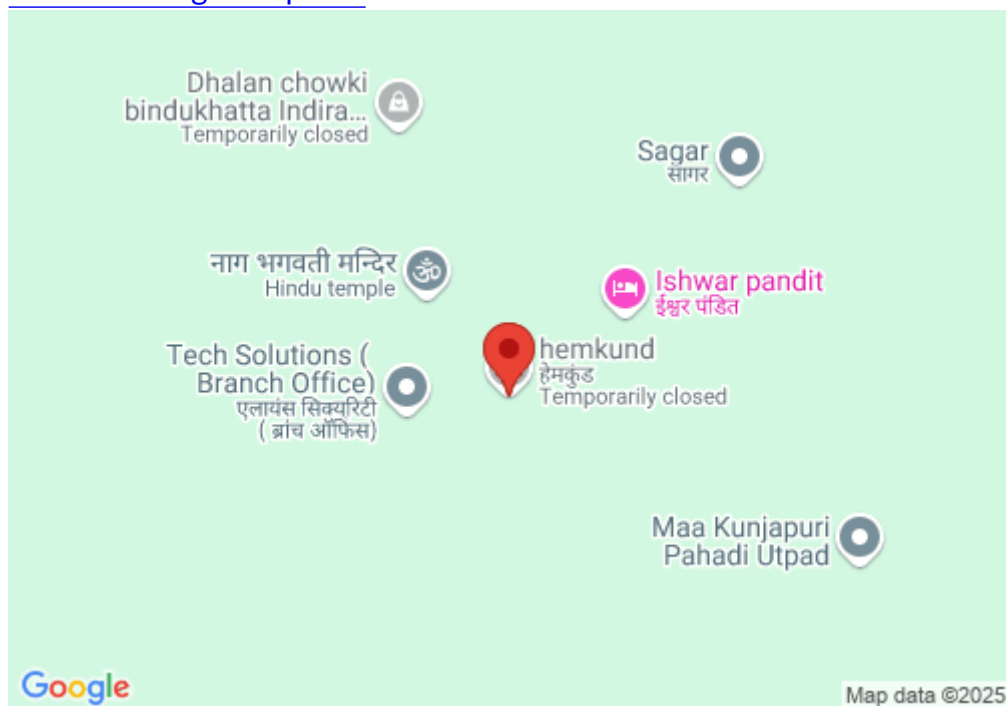 Dhalan chowki
bindukhatta Indira...
Temporarily closed
Sagar
सागर
नाग भगवती मन्दिर
Hindu temple
Ishwar pandit
ईश्वर पंडित
Tech Solutions (
Branch Office)
एलायंस सिक्यरिटी
( ब्रांच ऑफिस)
hemkund
हेमकुंड
Temporarily closed
Maa Kunjapuri
Pahadi Utpad
Google
Map data ©2025